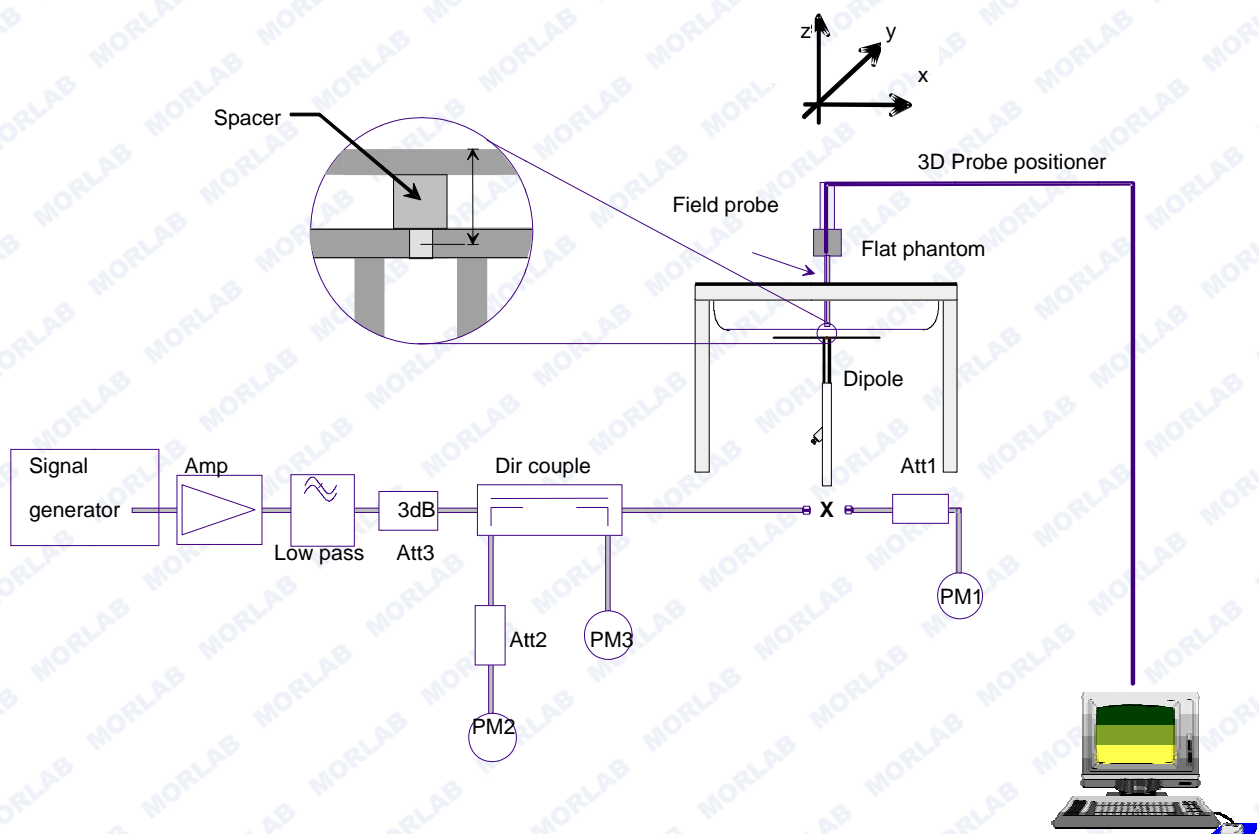 z
y
x
Spacer
3D Probe positioner
Field probe
Flat phantom
Dipole
Signal
generator
Amp
Low pass
3dB
Att3
Dir couple
Att1
X
PM1
Att2
PM3
PM2
MORLAB